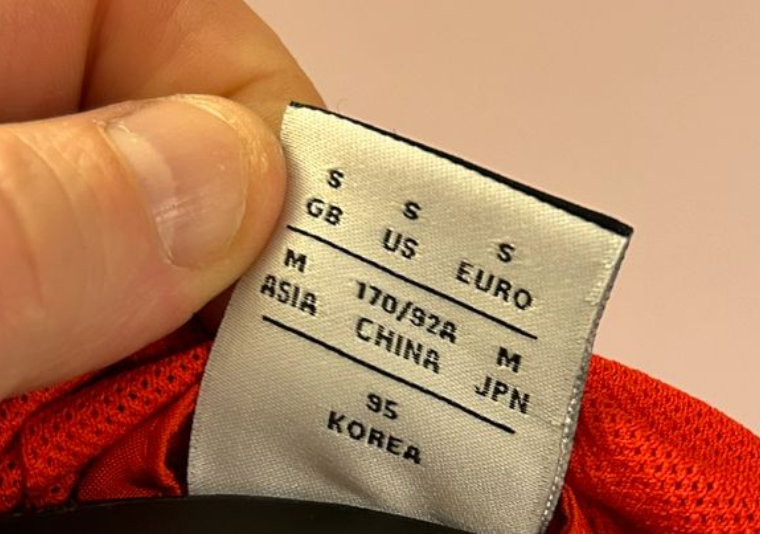 S S S
GB US EURO
M 170/92A M
ASIA CHINA JPN
95
KOREA